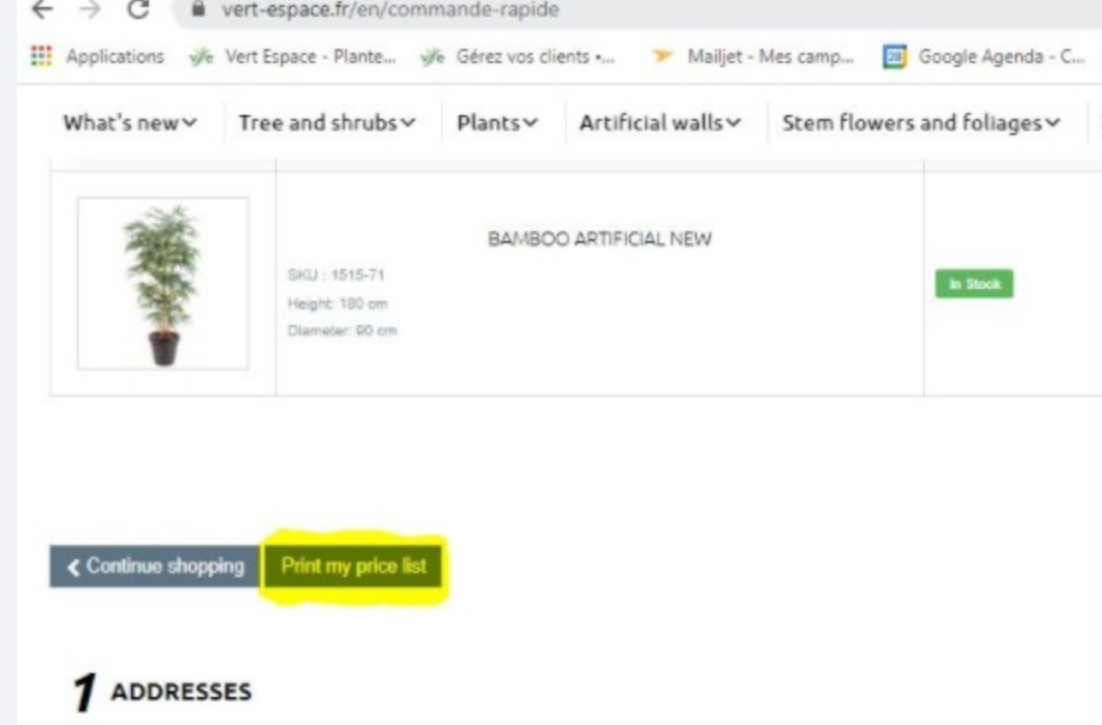 vert-espace.fr/en/commande-rapide
Applications Vert Espace - Plante... Gérez vos clients •... Mailjet - Mes camp... 28 Google Agenda - C...
What's new Tree and shrubs Plants Artificial walls Stem flowers and foliages
BAMBOO ARTIFICIAL NEW
SKU : 1515-71
In Stock
Height: 180 cm
Diameter: 90 cm
Continue shopping Print my price list
1 ADDRESSES